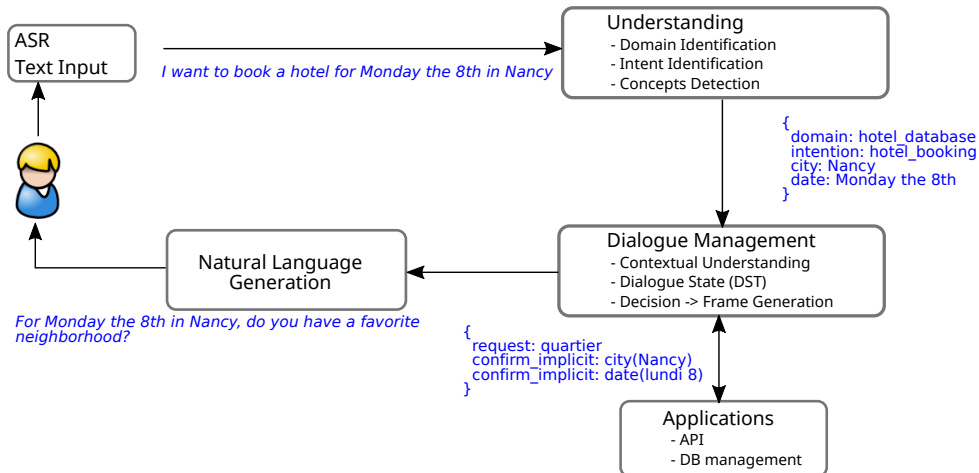 ASR
Text Input
I want to book a hotel for Monday the 8th in Nancy
Understanding
- Domain Identification
- Intent Identification
- Concepts Detection
{
domain: hotel_database
intention: hotel_booking
city: Nancy
date: Monday the 8th
}
Dialogue Management
- Contextual Understanding
- Dialogue State (DST)
- Decision -> Frame Generation
Natural Language
Generation
For Monday the 8th in Nancy, do you have a favorite
neighborhood?
{
request: quartier
confirm_implicit: city(Nancy)
confirm_implicit: date(lundi 8)
}
Applications
- API
- DB management